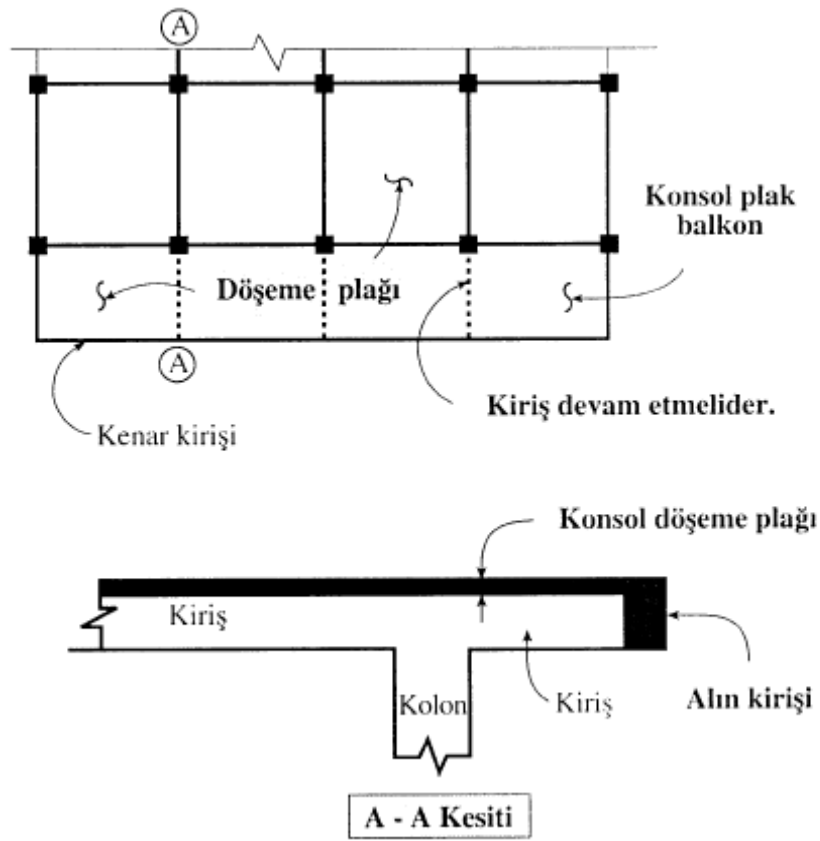 A
Konsol plak
balkon
Döşeme plağı
A
Kiriş devam etmelider.
Kenar kirişi
Konsol döşeme plağı
Kiriş
Kolon
Kiriş
Alın kirişi
A - A Kesiti